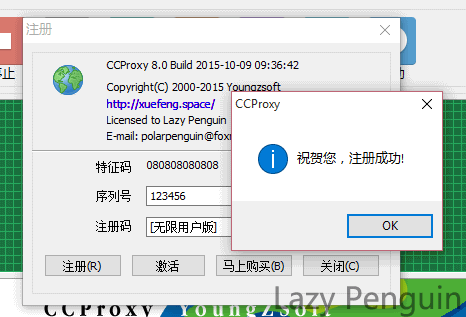 注册
CCProxy 8.0 Build 2015-10-09 09:36:42
Copyright(C) 2000-2015 Youngzsoft
http://xuefeng.space/
Licensed to Lazy Penguin
E-mail: polarpenguin@foxm
特征码 080808080808
序列号 123456
注册码 [无限用户版]
注册(R) 激活 马上购买(B) 关闭(C)
CCProxy
祝贺您，注册成功!
OK
Lazy Penguin
CCProxy YoungZSoft